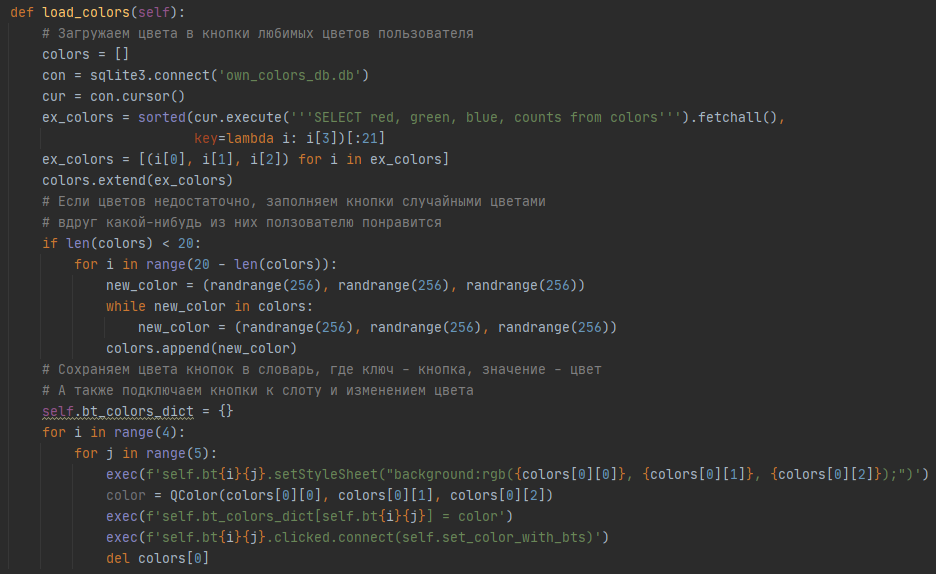 def load_colors(self):
    # Загружаем цвета в кнопки любимых цветов пользователя
    colors = []
    con = sqlite3.connect('own_colors_db.db')
    cur = con.cursor()
    ex_colors = sorted(cur.execute('''SELECT red, green, blue, counts from colors''').fetchall(),
                       key=lambda i: i[3])[:21]
    ex_colors = [(i[0], i[1], i[2]) for i in ex_colors]
    colors.extend(ex_colors)
    # Если цветов недостаточно, заполняем кнопки случайными цветами
    # вдруг какой-нибудь из них ползователю понравится
    if len(colors) < 20:
        for i in range(20 - len(colors)):
            new_color = (randrange(256), randrange(256), randrange(256))
            while new_color in colors:
                new_color = (randrange(256), randrange(256), randrange(256))
            colors.append(new_color)
    # Сохраняем цвета кнопок в словарь, где ключ - кнопка, значение - цвет
    # А также подключаем кнопки к слоту и изменением цвета
    self.bt_colors_dict = {}
    for i in range(4):
        for j in range(5):
            exec(f'self.bt{i}{j}.setStyleSheet("background:rgb({colors[0][0]}, {colors[0][1]}, {colors[0][2]});")')
            color = QColor(colors[0][0], colors[0][1], colors[0][2])
            exec(f'self.bt_colors_dict[self.bt{i}{j}] = color')
            exec(f'self.bt{i}{j}.clicked.connect(self.set_color_with_bts)')
            del colors[0]